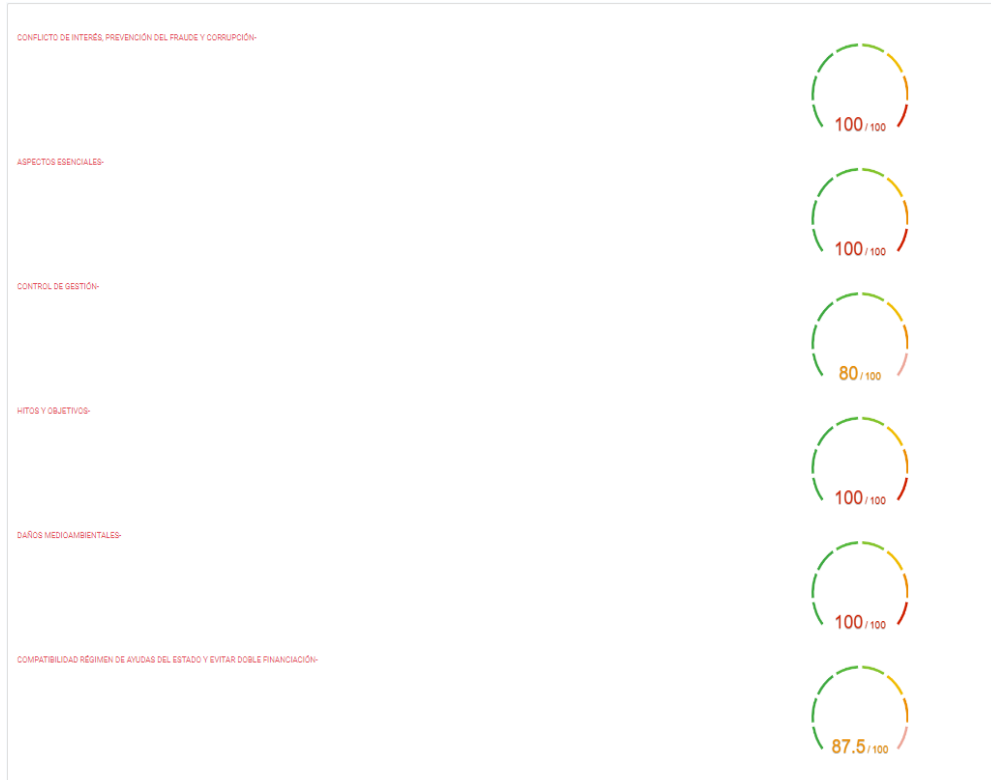 CONFLICTO DE INTERÉS, PREVENCIÓN DEL FRAUDE Y CORRUPCIÓN-
100 / 100
ASPECTOS ESENCIALES-
100 / 100
CONTROL DE GESTIÓN-
80 / 100
HITOS Y OBJETIVOS-
100 / 100
DAÑOS MEDIOAMBIENTALES-
100 / 100
COMPATIBILIDAD RÉGIMEN DE AYUDAS DEL ESTADO Y EVITAR DOBLE FINANCIACIÓN-
87.5 / 100